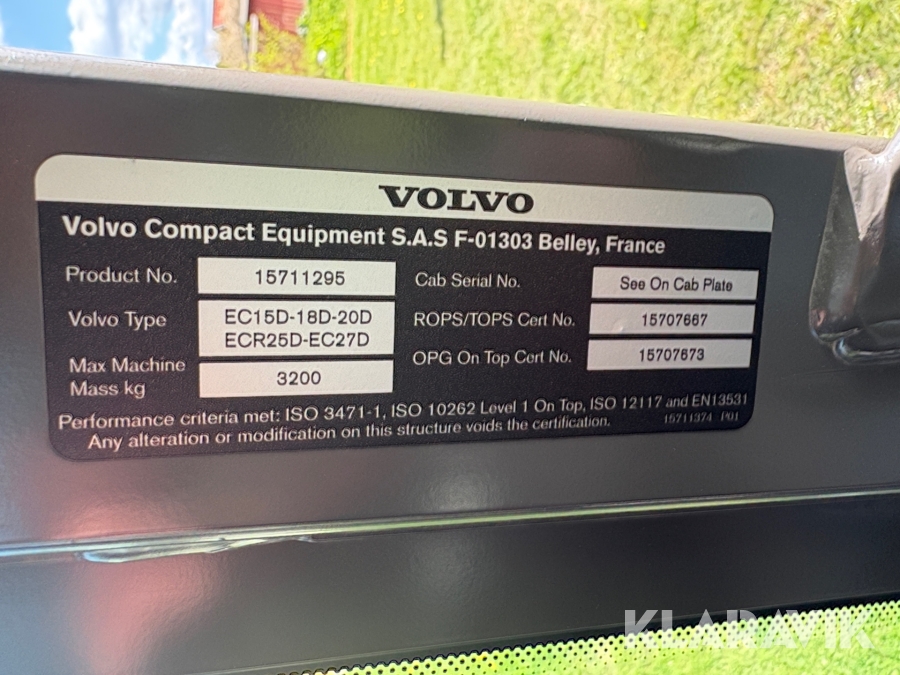 VOLVO
Volvo Compact Equipment S.A.S F-01303 Belley, France
Product No. 15711295
Cab Serial No. See On Cab Plate
Volvo Type EC15D-18D-20D
ECR25D-EC27D
ROPS/TOPS Cert No. 15707667
OPG On Top Cert No. 15707673
Max Machine
Mass kg 3200
Performance criteria met: ISO 3471-1, ISO 10262 Level 1 On Top, ISO 12117 and EN13531
Any alteration or modification on this structure voids the certification.
15711374 P01
KLARAVIK